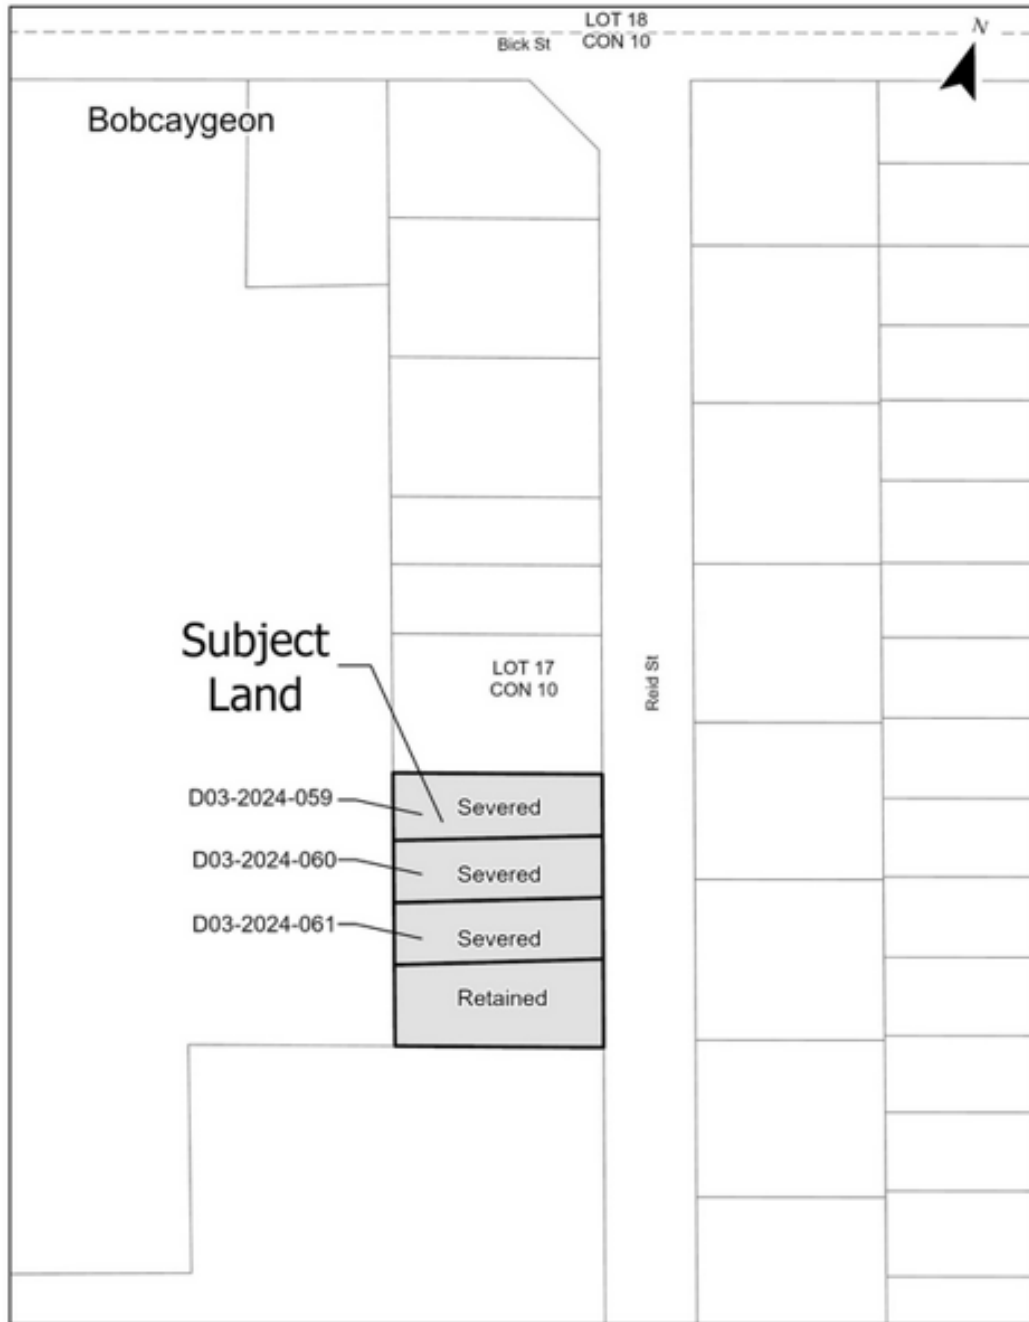 LOT 18
Bick St CON 10
N
Bobcaygeon
Subject
Land
LOT 17
CON 10
Reid St
D03-2024-059
Severed
D03-2024-060
Severed
D03-2024-061
Severed
Retained